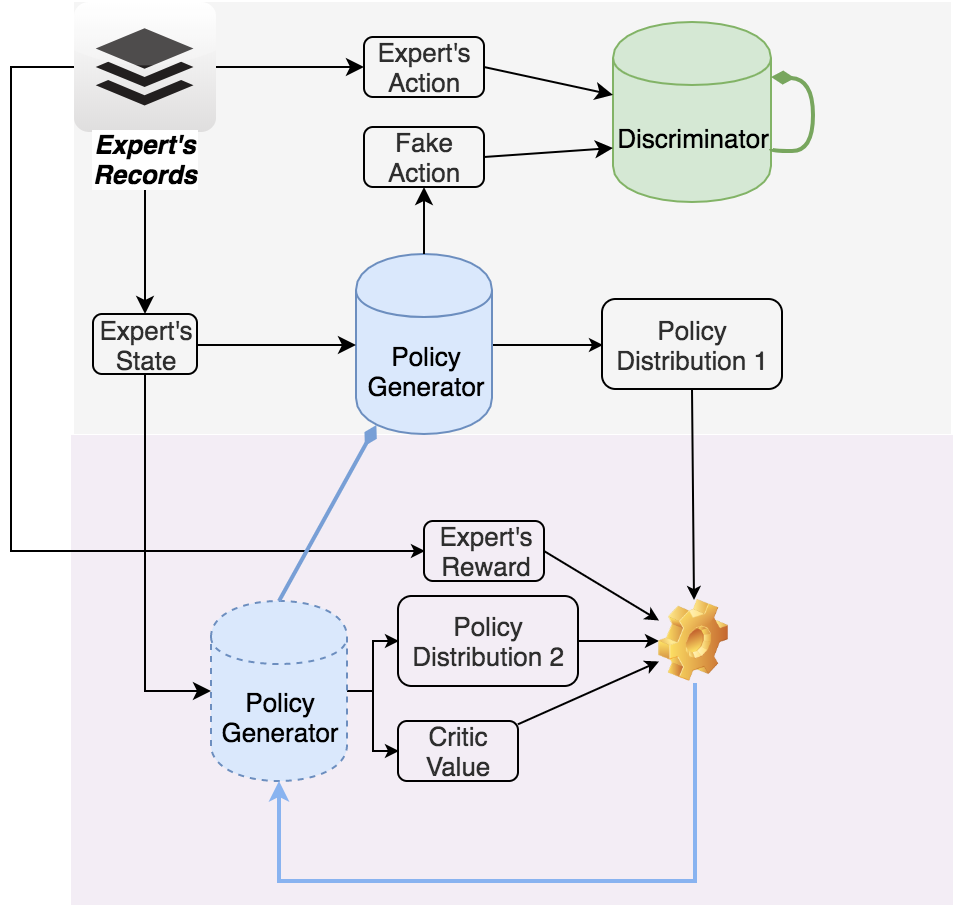 Expert's
Records
Expert's
Action
Fake
Action
Discriminator
Expert's
State
Policy
Generator
Policy
Distribution 1
Expert's
Reward
Policy
Distribution 2
Policy
Generator
Critic
Value